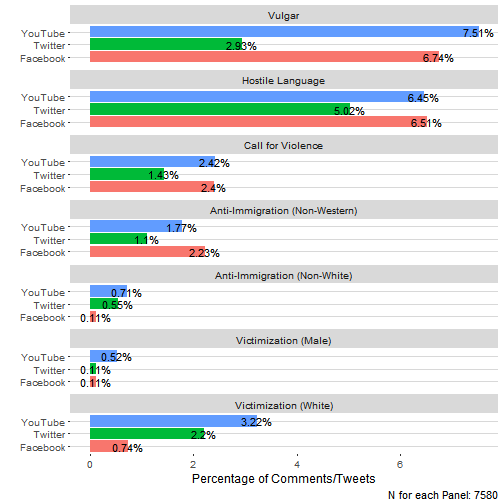 Vulgar
YouTube 7.51%
Twitter 2.93%
Facebook 6.74%
Hostile Language
YouTube 6.45%
Twitter 5.02%
Facebook 6.51%
Call for Violence
YouTube 2.42%
Twitter 1.43%
Facebook 2.4%
Anti-Immigration (Non-Western)
YouTube 1.77%
Twitter 1.1%
Facebook 2.23%
Anti-Immigration (Non-White)
YouTube 0.71%
Twitter 0.55%
Facebook 0.11%
Victimization (Male)
YouTube 0.52%
Twitter 0.11%
Facebook 0.11%
Victimization (White)
YouTube 3.22%
Twitter 2.2%
Facebook 0.74%
0 2 4 6
Percentage of Comments/Tweets
N for each Panel: 7580